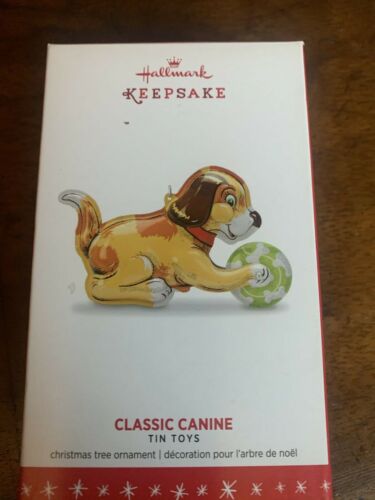 Hallmark
KEEPSAKE
CLASSIC CANINE
TIN TOYS
christmas tree ornament | décoration pour l'arbre de noël